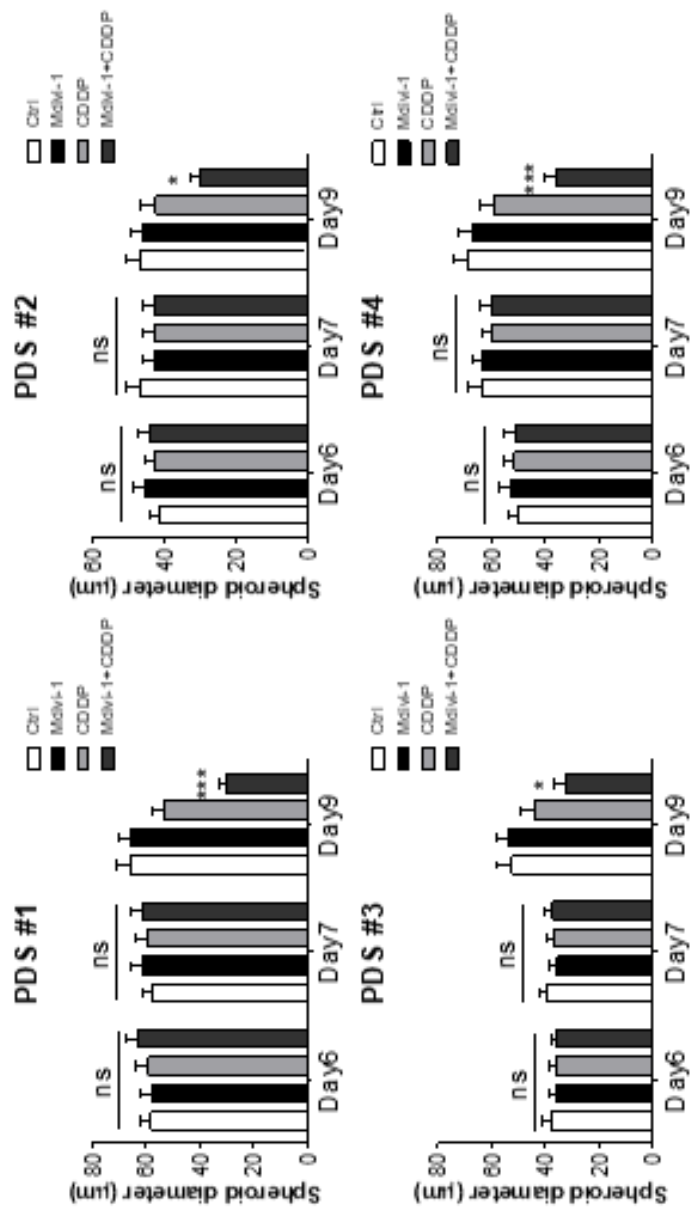 PDS #1
Spheroid diameter (µm)
80
60
40
20
0
ns
ns
***
Day6
Day7
Day9
Ctrl
Mdivi-1
CDDP
Mdivi-1+CDDP
PDS #2
Spheroid diameter (µm)
60
40
20
0
ns
ns
*
Day6
Day7
Day9
Ctrl
Mdivi-1
CDDP
Mdivi-1+CDDP
PDS #3
Spheroid diameter (µm)
80
60
40
20
0
ns
ns
*
Day6
Day7
Day9
Ctrl
Mdivi-1
CDDP
Mdivi-1+CDDP
PDS #4
Spheroid diameter (µm)
80
60
40
20
0
ns
ns
***
Day6
Day7
Day9
Ctrl
Mdivi-1
CDDP
Mdivi-1+CDDP